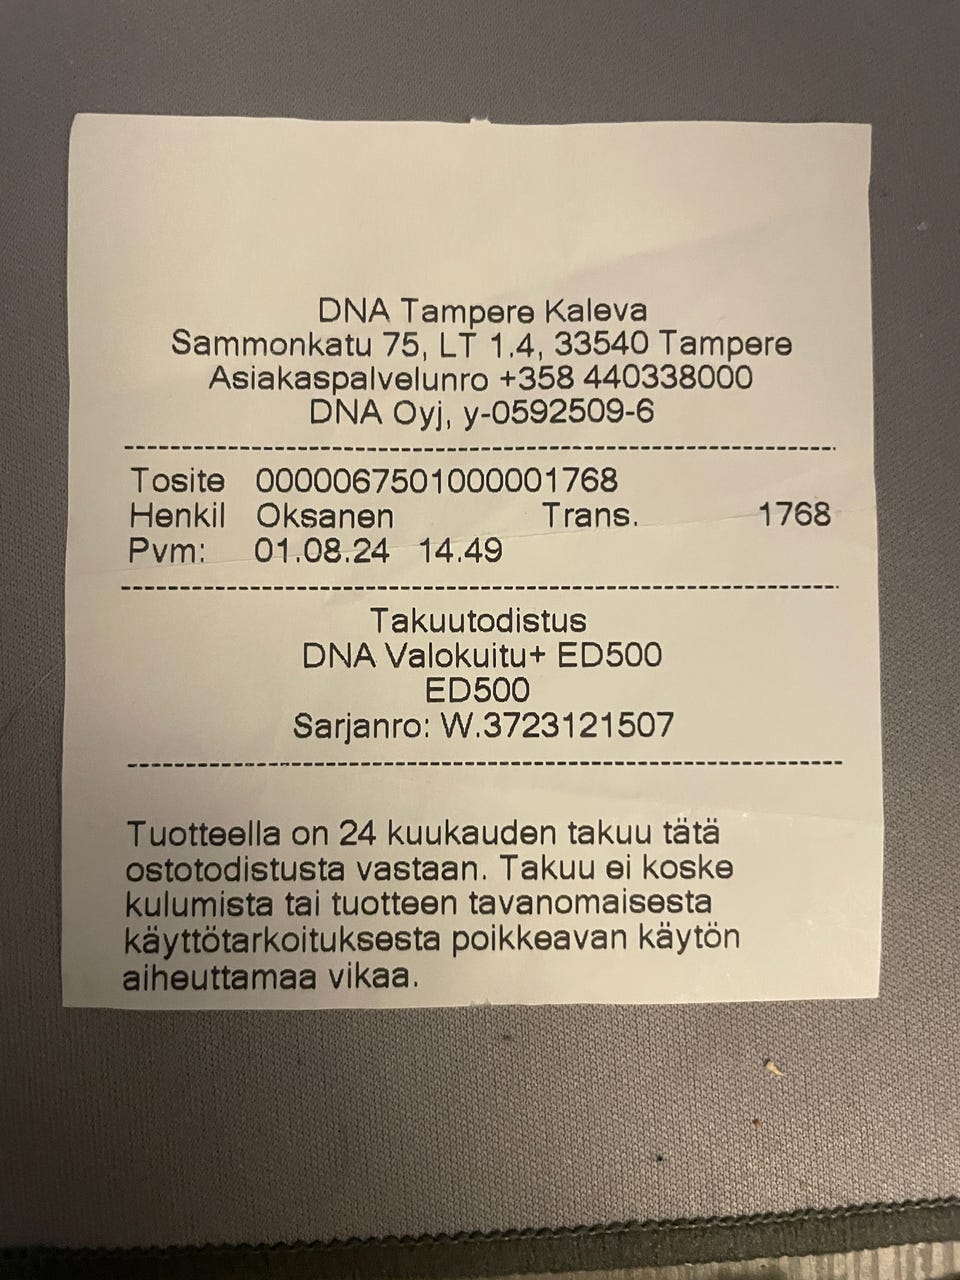 DNA Tampere Kaleva
Sammonkatu 75, LT 1.4, 33540 Tampere
Asiakaspalvelunro +358 440338000
DNA Oyj, y-0592509-6
Tosite 0000067501000001768
Henkil Oksanen Trans. 1768
Pvm: 01.08.24 14.49
Takuutodistus
DNA Valokuitu+ ED500
ED500
Sarjanro: W.3723121507
Tuotteella on 24 kuukauden takuu tätä
ostotodistusta vastaan. Takuu ei koske
kulumista tai tuotteen tavanomaisesta
käyttötarkoituksesta poikkeavan käytön
aiheuttamaa vikaa.